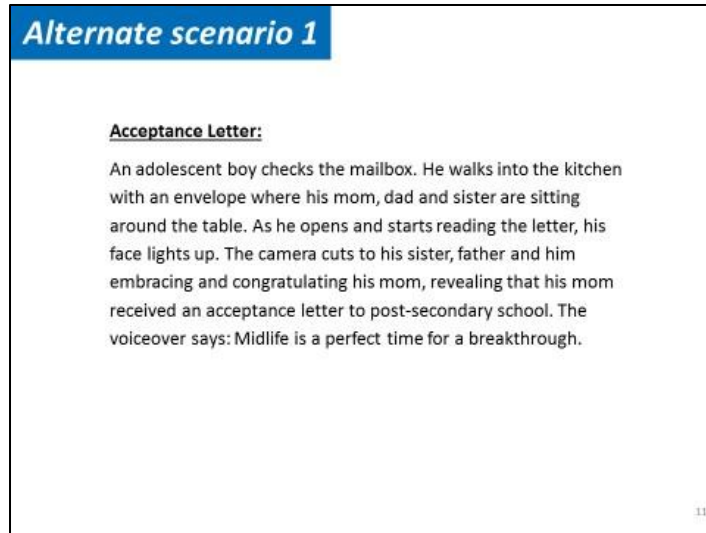 Alternate scenario 1
Acceptance Letter:
An adolescent boy checks the mailbox. He walks into the kitchen
with an envelope where his mom, dad and sister are sitting
around the table. As he opens and starts reading the letter, his
face lights up. The camera cuts to his sister, father and him
embracing and congratulating his mom, revealing that his mom
received an acceptance letter to post-secondary school. The
voiceover says: Midlife is a perfect time for a breakthrough.
11